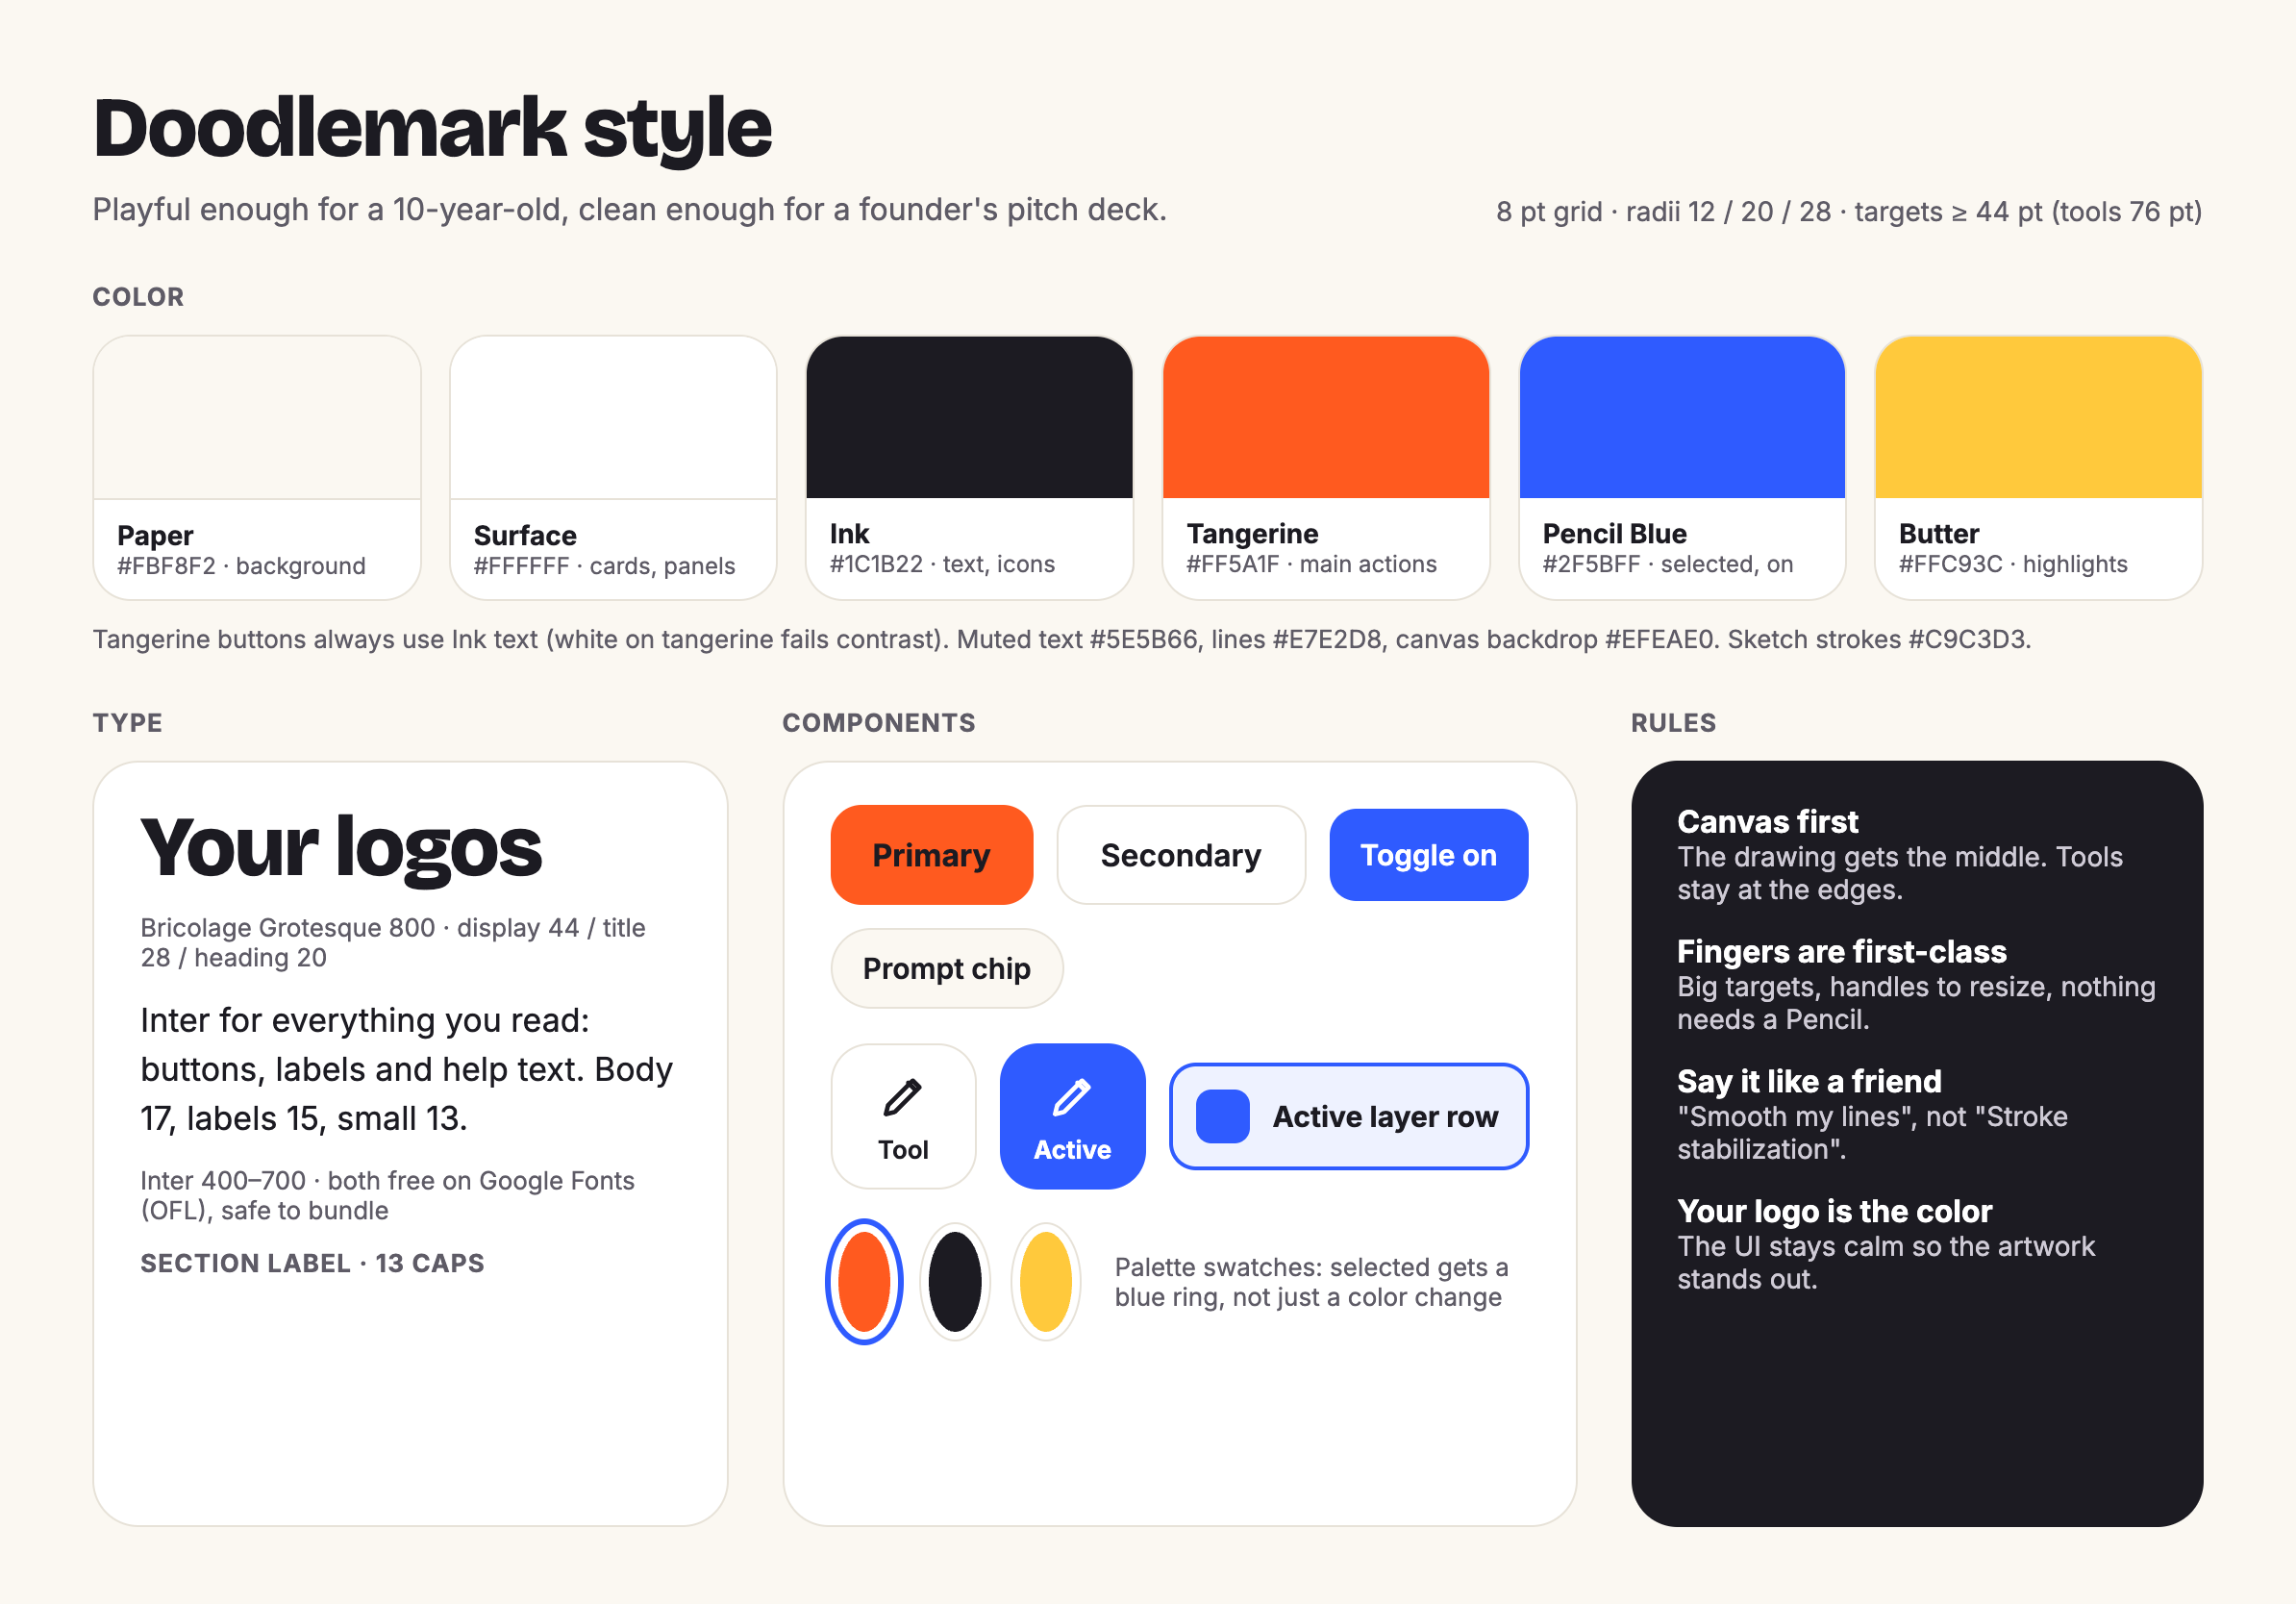 Doodlemark style
Playful enough for a 10-year-old, clean enough for a founder's pitch deck.
8 pt grid · radii 12 / 20 / 28 · targets ≥ 44 pt (tools 76 pt)
COLOR
Paper
#FBF8F2 · background
Surface
#FFFFFF · cards, panels
Ink
#1C1B22 · text, icons
Tangerine
#FF5A1F · main actions
Pencil Blue
#2F5BFF · selected, on
Butter
#FFC93C · highlights
Tangerine buttons always use Ink text (white on tangerine fails contrast). Muted text #5E5B66, lines #E7E2D8, canvas backdrop #EFEAE0. Sketch strokes #C9C3D3.
TYPE
Your logos
Bricolage Grotesque 800 · display 44 / title
28 / heading 20
Inter for everything you read:
buttons, labels and help text. Body
17, labels 15, small 13.
Inter 400–700 · both free on Google Fonts
(OFL), safe to bundle
SECTION LABEL · 13 CAPS
COMPONENTS
Primary
Secondary
Toggle on
Prompt chip
Tool
Active
Active layer row
Palette swatches: selected gets a
blue ring, not just a color change
RULES
Canvas first
The drawing gets the middle. Tools
stay at the edges.
Fingers are first-class
Big targets, handles to resize, nothing
needs a Pencil.
Say it like a friend
"Smooth my lines", not "Stroke
stabilization".
Your logo is the color
The UI stays calm so the artwork
stands out.